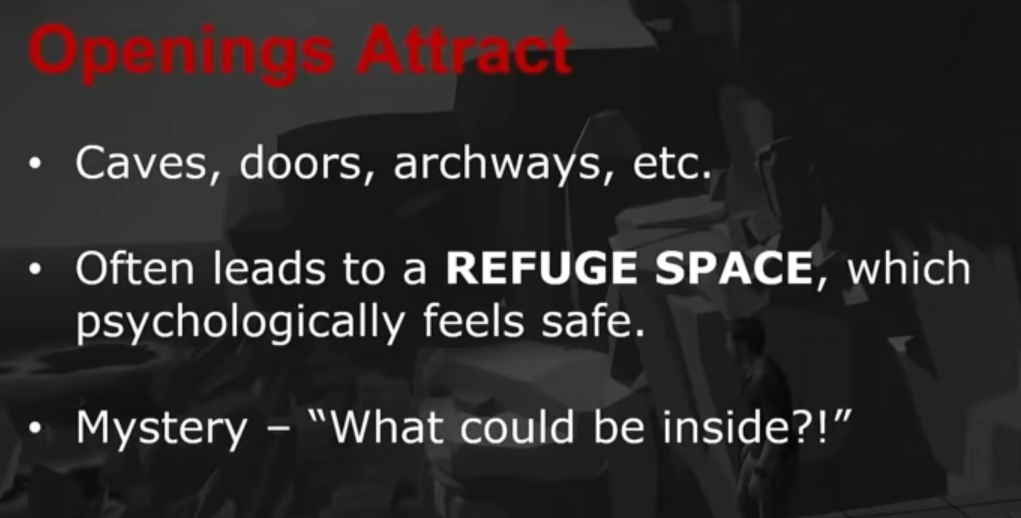 Openings Attract
• Caves, doors, archways, etc.
• Often leads to a REFUGE SPACE, which
psychologically feels safe.
• Mystery – “What could be inside?!”